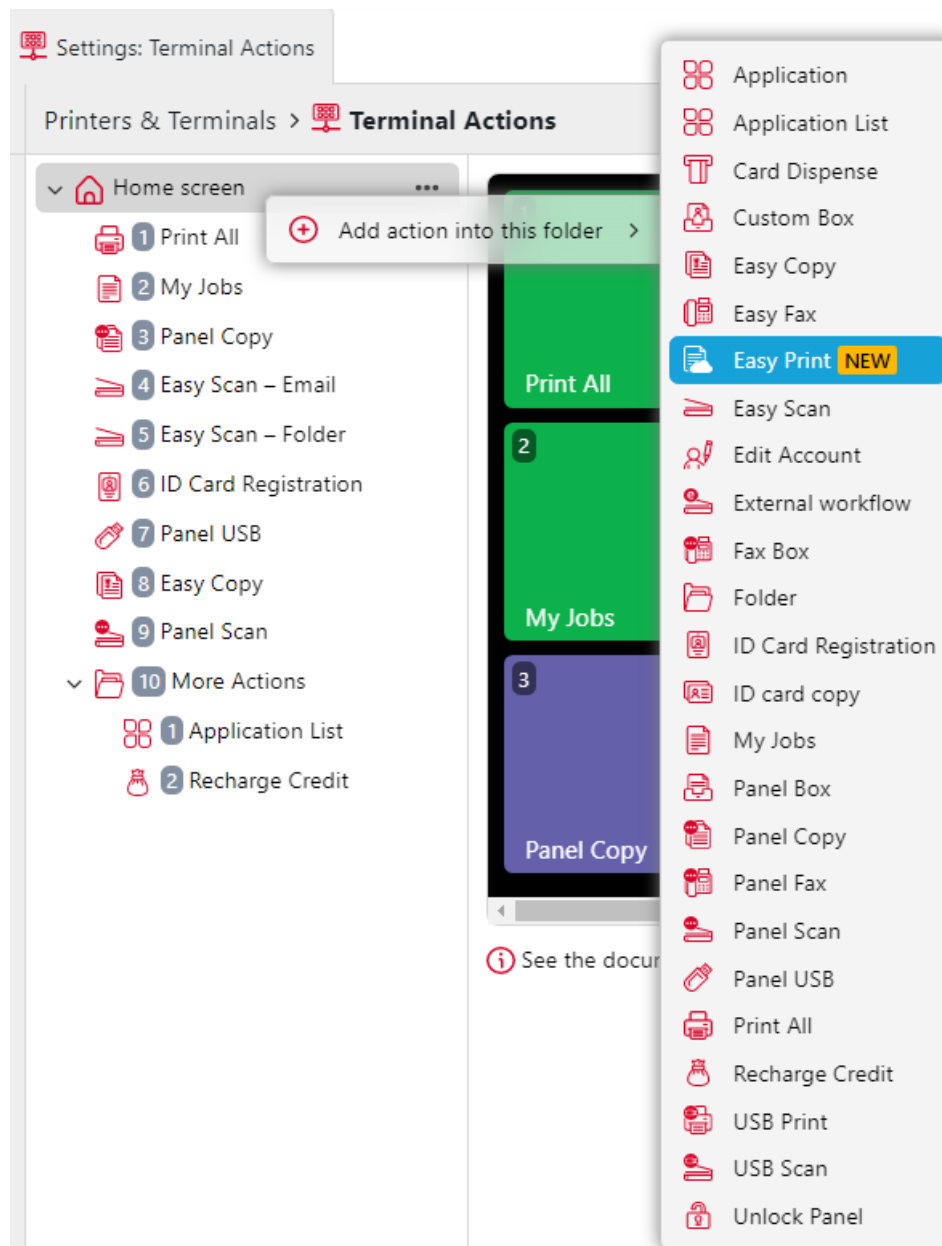 Settings: Terminal Actions
Printers & Terminals > Terminal Actions
Home screen •••
1 Print All
2 My Jobs
3 Panel Copy
4 Easy Scan – Email
5 Easy Scan – Folder
6 ID Card Registration
7 Panel USB
8 Easy Copy
9 Panel Scan
10 More Actions
1 Application List
2 Recharge Credit
Add action into this folder >
1
Print All
2
My Jobs
3
Panel Copy
See the docu
Application
Application List
Card Dispense
Custom Box
Easy Copy
Easy Fax
Easy Print NEW
Easy Scan
Edit Account
External workflow
Fax Box
Folder
ID Card Registration
ID card copy
My Jobs
Panel Box
Panel Copy
Panel Fax
Panel Scan
Panel USB
Print All
Recharge Credit
USB Print
USB Scan
Unlock Panel